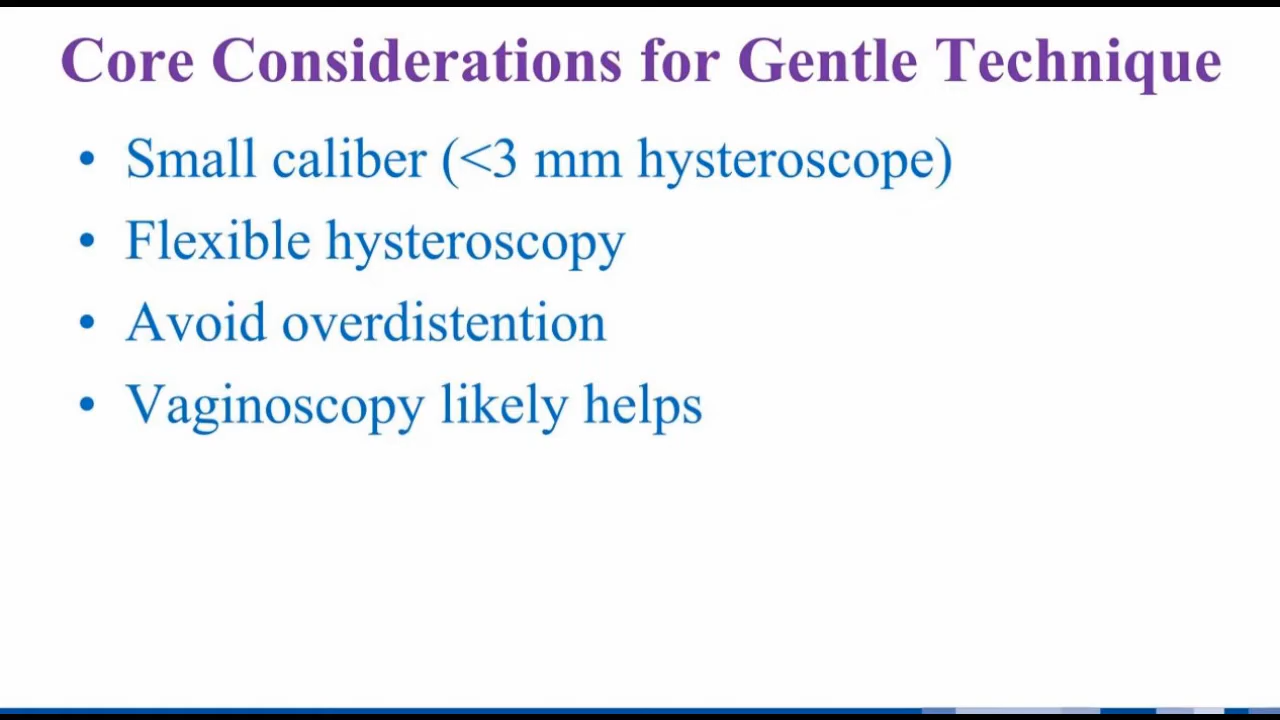 Core Considerations for Gentle Technique
• Small caliber (<3 mm hysteroscope)
• Flexible hysteroscopy
• Avoid overdistention
• Vaginoscopy likely helps